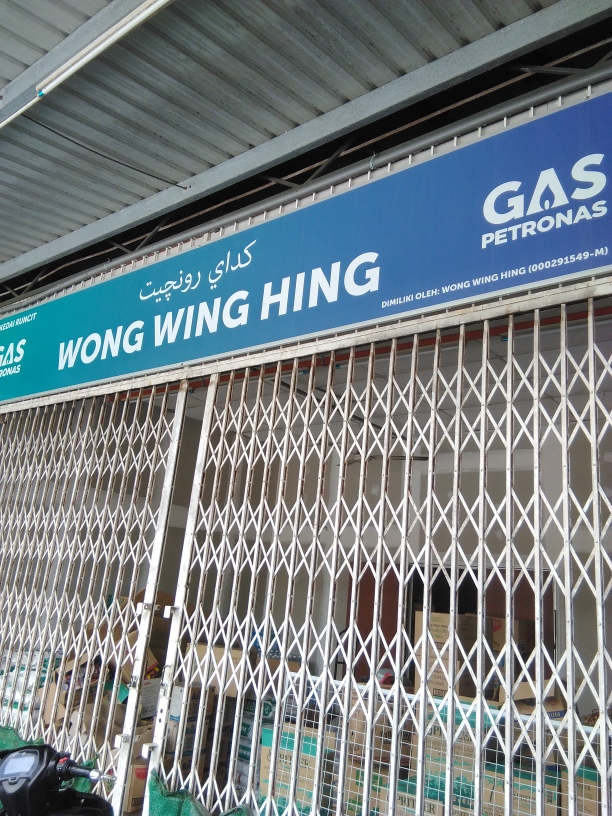 KEDAI RUNCIT
GAS
PETRONAS
كداي رونچيت
WONG WING HING
GAS
PETRONAS
DIMILIKI OLEH: WONG WING HING (000291549-M)